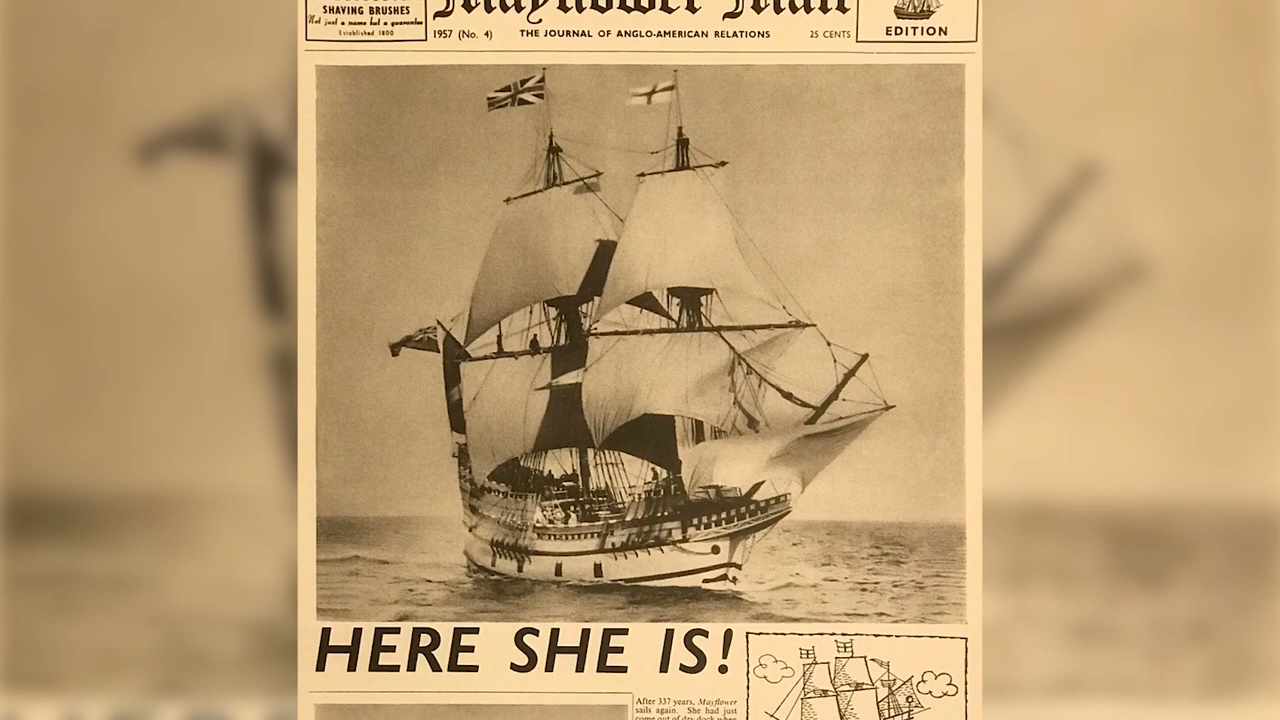 SHAVING BRUSHES
Not just a name but a guarantee
Established 1800
Mayflower Mail
EDITION
1957 (No. 4) THE JOURNAL OF ANGLO-AMERICAN RELATIONS 25 CENTS
HERE SHE IS!
After 337 years, Mayflower
sails again. She had just
come out of dry dock when